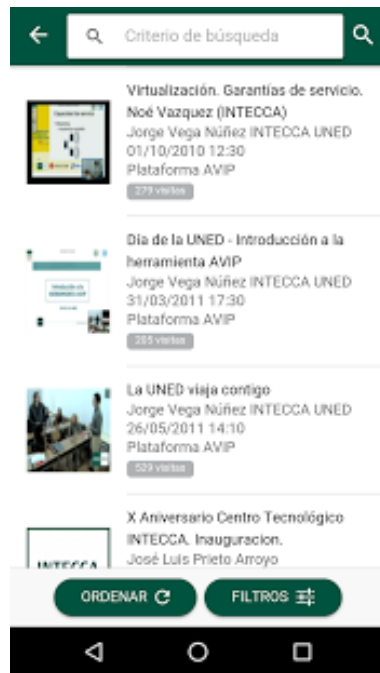 Criterio de búsqueda
Virtualización. Garantías de servicio.
Noé Vazquez (INTECCA)
Jorge Vega Núñez INTECCA UNED
01/10/2010 12:30
Plataforma AVIP
279 visitas
Día de la UNED - Introducción a la
herramienta AVIP
Jorge Vega Núñez INTECCA UNED
31/03/2011 17:30
Plataforma AVIP
205 visitas
La UNED viaja contigo
Jorge Vega Núñez INTECCA UNED
26/05/2011 14:10
Plataforma AVIP
529 visitas
X Aniversario Centro Tecnológico
INTECCA. Inauguracion.
José Luis Prieto Arroyo
INTECCA
ORDENAR
FILTROS